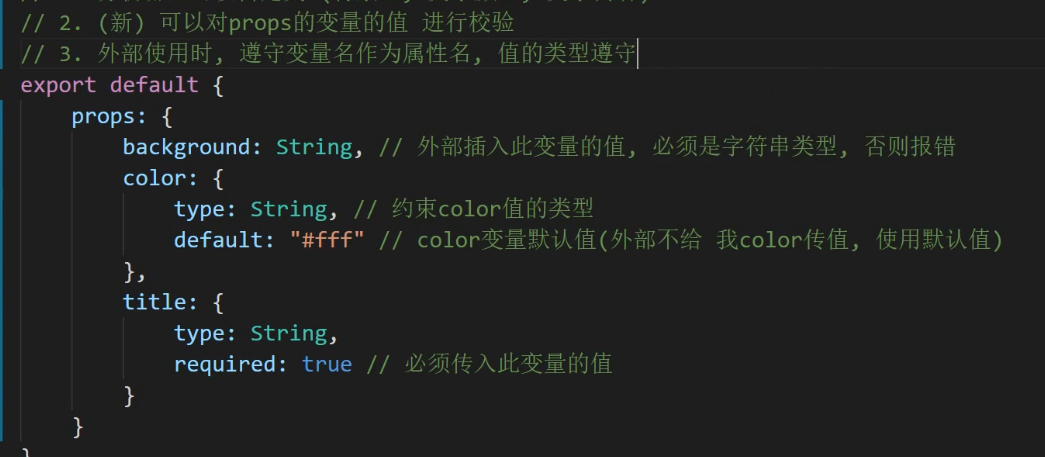 // 2. (新) 可以对props的变量的值 进行校验
// 3. 外部使用时, 遵守变量名作为属性名, 值的类型遵守
export default {
props: {
background: String, // 外部插入此变量的值, 必须是字符串类型, 否则报错
color: {
type: String, // 约束color值的类型
default: "#fff" // color变量默认值(外部不给 我color传值, 使用默认值)
},
title: {
type: String,
required: true // 必须传入此变量的值
}
}